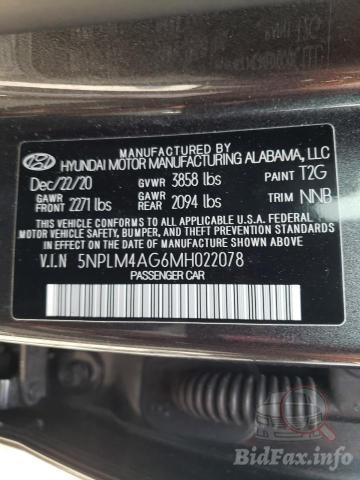 MANUFACTURED BY
HYUNDAI MOTOR MANUFACTURING ALABAMA, LLC
Dec/22/20 GVWR 3858 lbs PAINT T2G
GAWR FRONT 2271 lbs GAWR REAR 2094 lbs TRIM NNB
THIS VEHICLE CONFORMS TO ALL APPLICABLE U.S.A. FEDERAL
MOTOR VEHICLE SAFETY, BUMPER, AND THEFT PREVENTION
STANDARDS IN EFFECT ON THE DATE OF MANUFACTURE SHOWN ABOVE.
V.I.N 5NPLM4AG6MH022078
PASSENGER CAR
BidFax.info